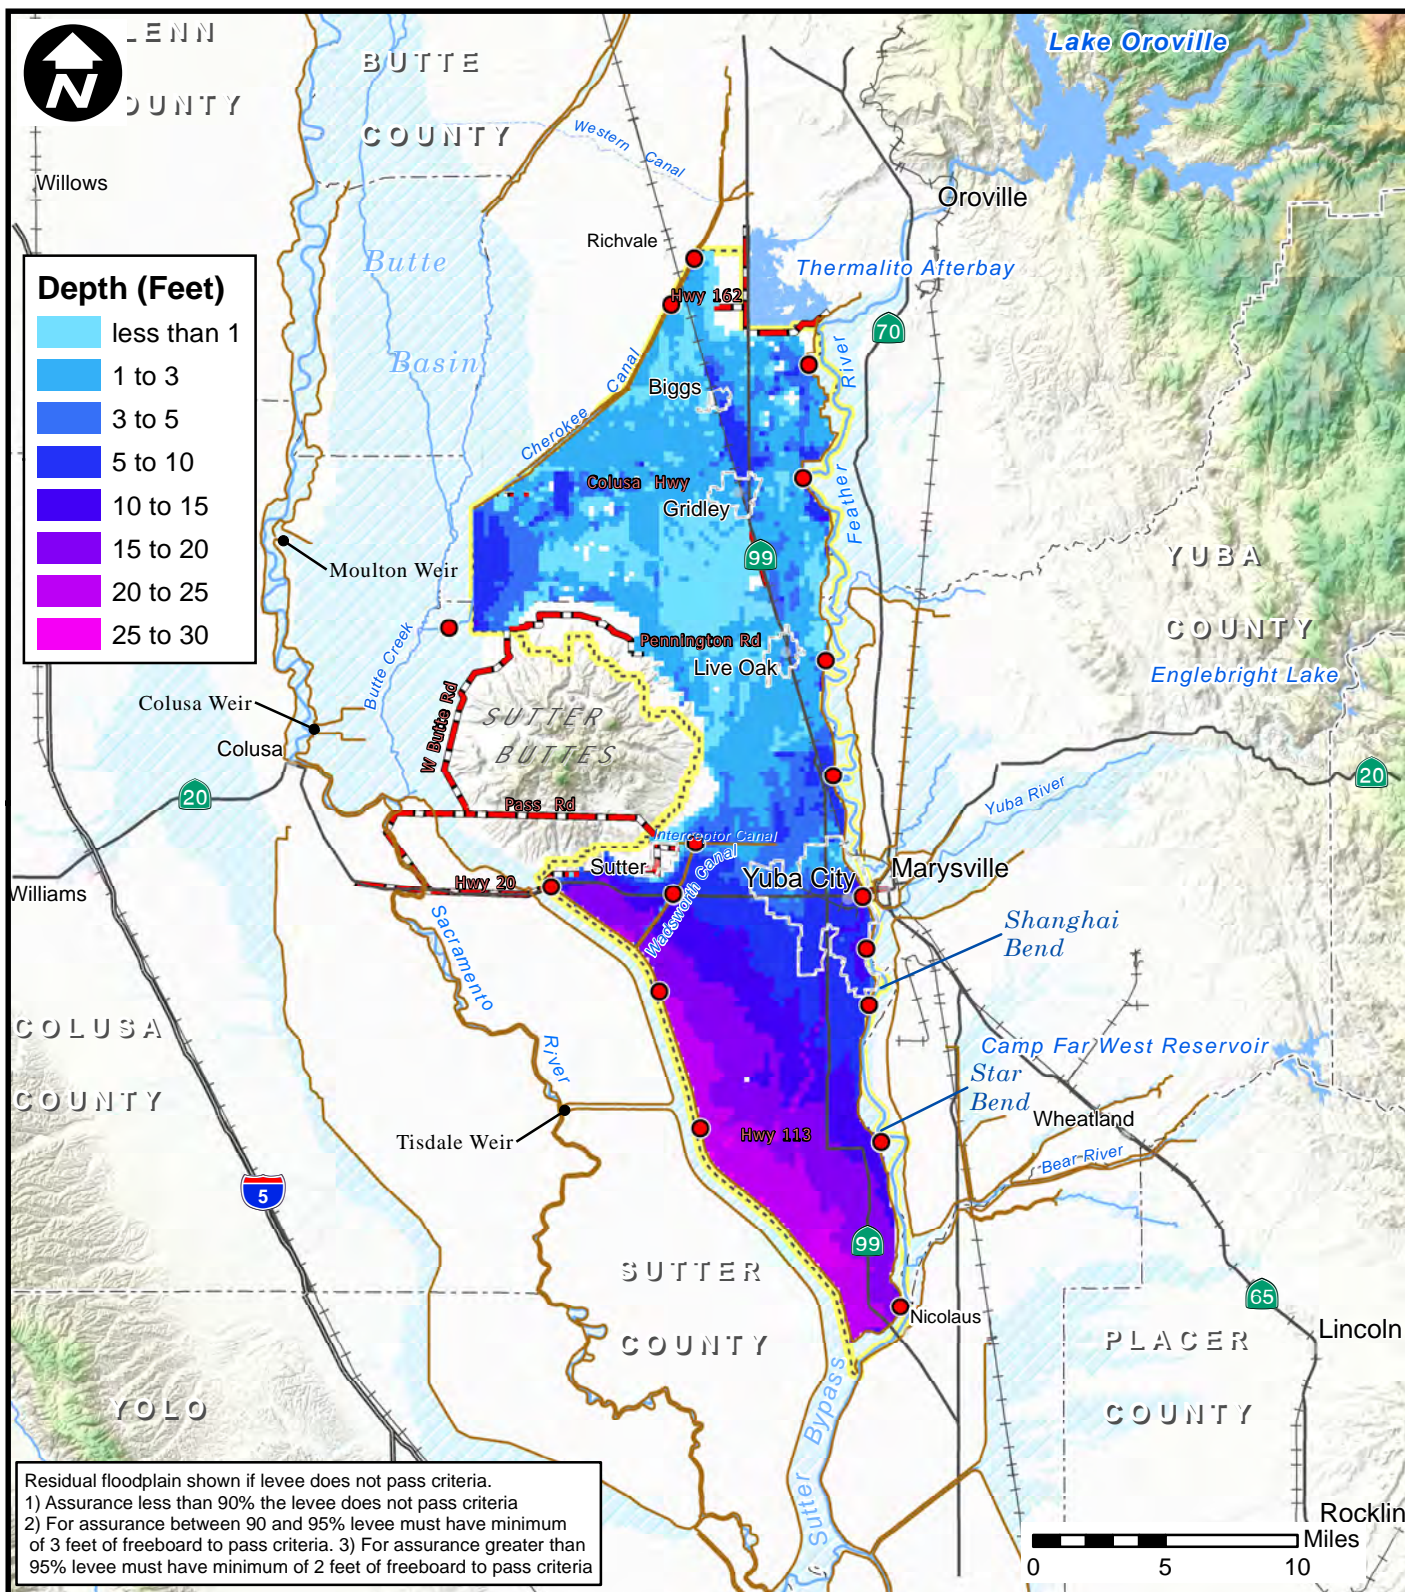 LENN
OUNTY
BUTTE
COUNTY
Lake Oroville
N
Western Canal
Willows
Oroville
Richvale
Butte
Basin
Thermalito Afterbay
Hwy 162
70
Depth (Feet)
less than 1
1 to 3
3 to 5
5 to 10
10 to 15
15 to 20
20 to 25
25 to 30
Feather River
Biggs
Cherokee Canal
Colusa Hwy
Gridley
Moulton Weir
99
YUBA
COUNTY
Pennington Rd
Live Oak
Englebright Lake
Butte Creek
Colusa Weir
W Butte Rd
SUTTER
BUTTES
Colusa
20
20
Pass Rd
Yuba River
Interceptor Canal
Sutter
Wadsworth Canal
Yuba City
Marysville
Williams
Hwy 20
Shanghai
Bend
Sacramento River
COLUSA
COUNTY
Camp Far West Reservoir
Star
Bend
Wheatland
Tisdale Weir
Hwy 113
Bear River
5
99
SUTTER
COUNTY
65
Nicolaus
PLACER
COUNTY
Lincoln
YOLO
Sutter Bypass
Rocklin
Residual floodplain shown if levee does not pass criteria.
1) Assurance less than 90% the levee does not pass criteria
2) For assurance between 90 and 95% levee must have minimum
of 3 feet of freeboard to pass criteria. 3) For assurance greater than
95% levee must have minimum of 2 feet of freeboard to pass criteria
Miles
0 5 10